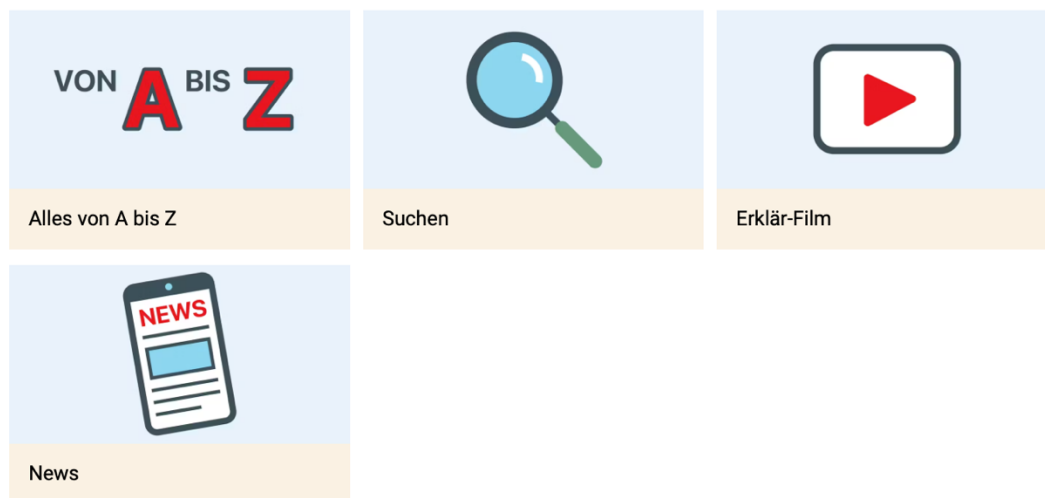 VON A BIS Z
Alles von A bis Z
Suchen
Erklär-Film
NEWS
News